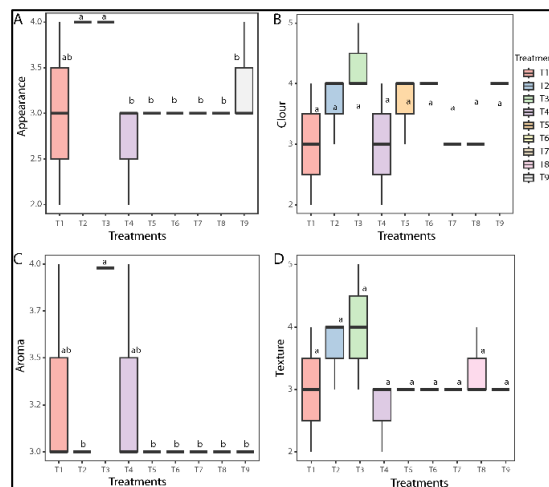 A
Appearance
4.0
3.5
3.0
2.5
2.0
ab
a
a
b
b
b
b
b
b
T1 T2 T3 T4 T5 T6 T7 T8 T9
Treatments
B
Clour
5
4
3
2
a
a
a
a
a
a
a
a
a
T1 T2 T3 T4 T5 T6 T7 T8 T9
Treatments
Treatment
T1
T2
T3
T4
T5
T6
T7
T8
T9
C
Aroma
4.0
3.7
3.5
3.2
3.0
ab
b
a
ab
b
b
b
b
b
T1 T2 T3 T4 T5 T6 T7 T8 T9
Treatments
D
Texture
5
4
3
2
a
a
a
a
a
a
a
a
a
T1 T2 T3 T4 T5 T6 T7 T8 T9
Treatments